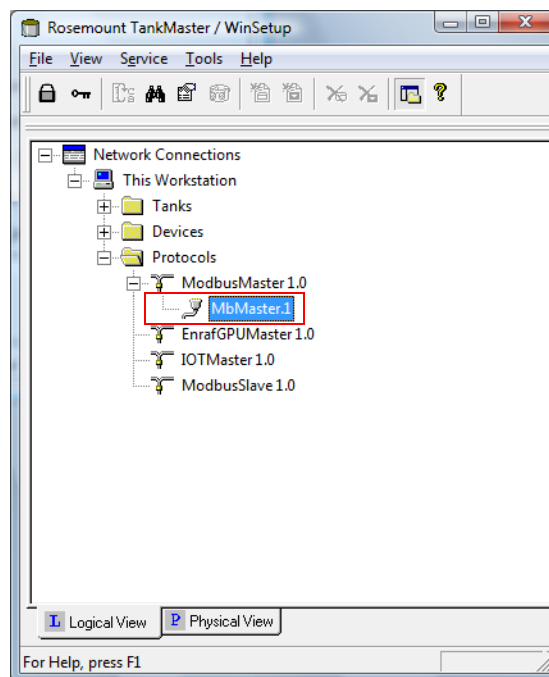 Rosemount TankMaster / WinSetup
File View Service Tools Help
Network Connections
This Workstation
Tanks
Devices
Protocols
ModbusMaster 1.0
MbMaster.1
EnrafGPUMaster 1.0
IOTMaster 1.0
ModbusSlave 1.0
L Logical View P Physical View
For Help, press F1